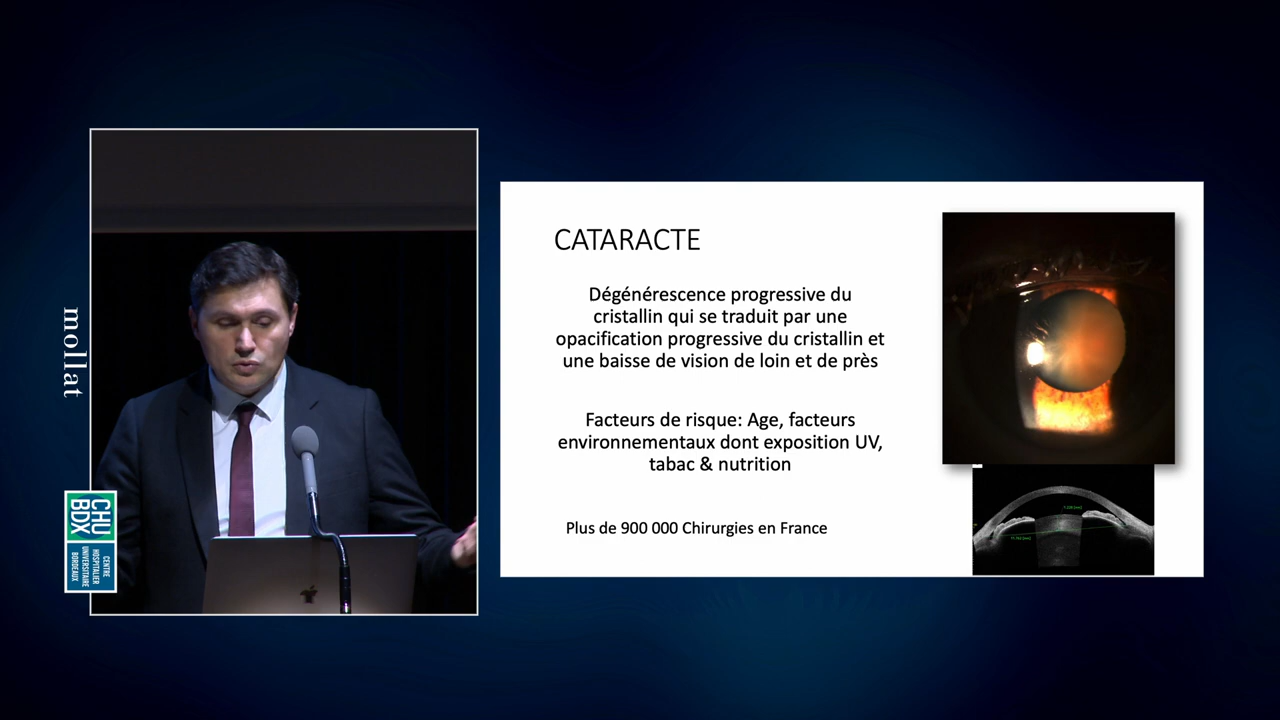 mollat
CHU
BDX
CENTRE
HOSPITALIER
UNIVERSITAIRE
BORDEAUX
CATARACTE
Dégénérescence progressive du
cristallin qui se traduit par une
opacification progressive du cristallin et
une baisse de vision de loin et de près
Facteurs de risque: Age, facteurs
environnementaux dont exposition UV,
tabac & nutrition
Plus de 900 000 Chirurgies en France